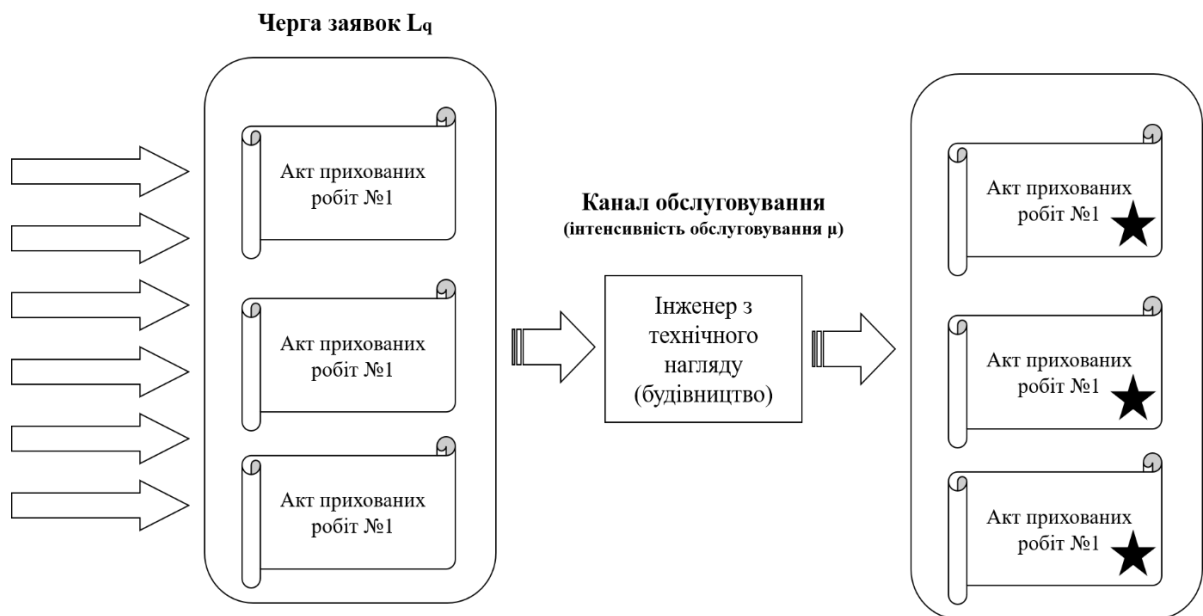 Черга заявок Lq
Акт прихованих
робіт №1
Акт прихованих
робіт №1
Акт прихованих
робіт №1
Канал обслуговування
(інтенсивність обслуговування μ)
Інженер з
технічного
нагляду
(будівництво)
Акт прихованих
робіт №1
Акт прихованих
робіт №1
Акт прихованих
робіт №1